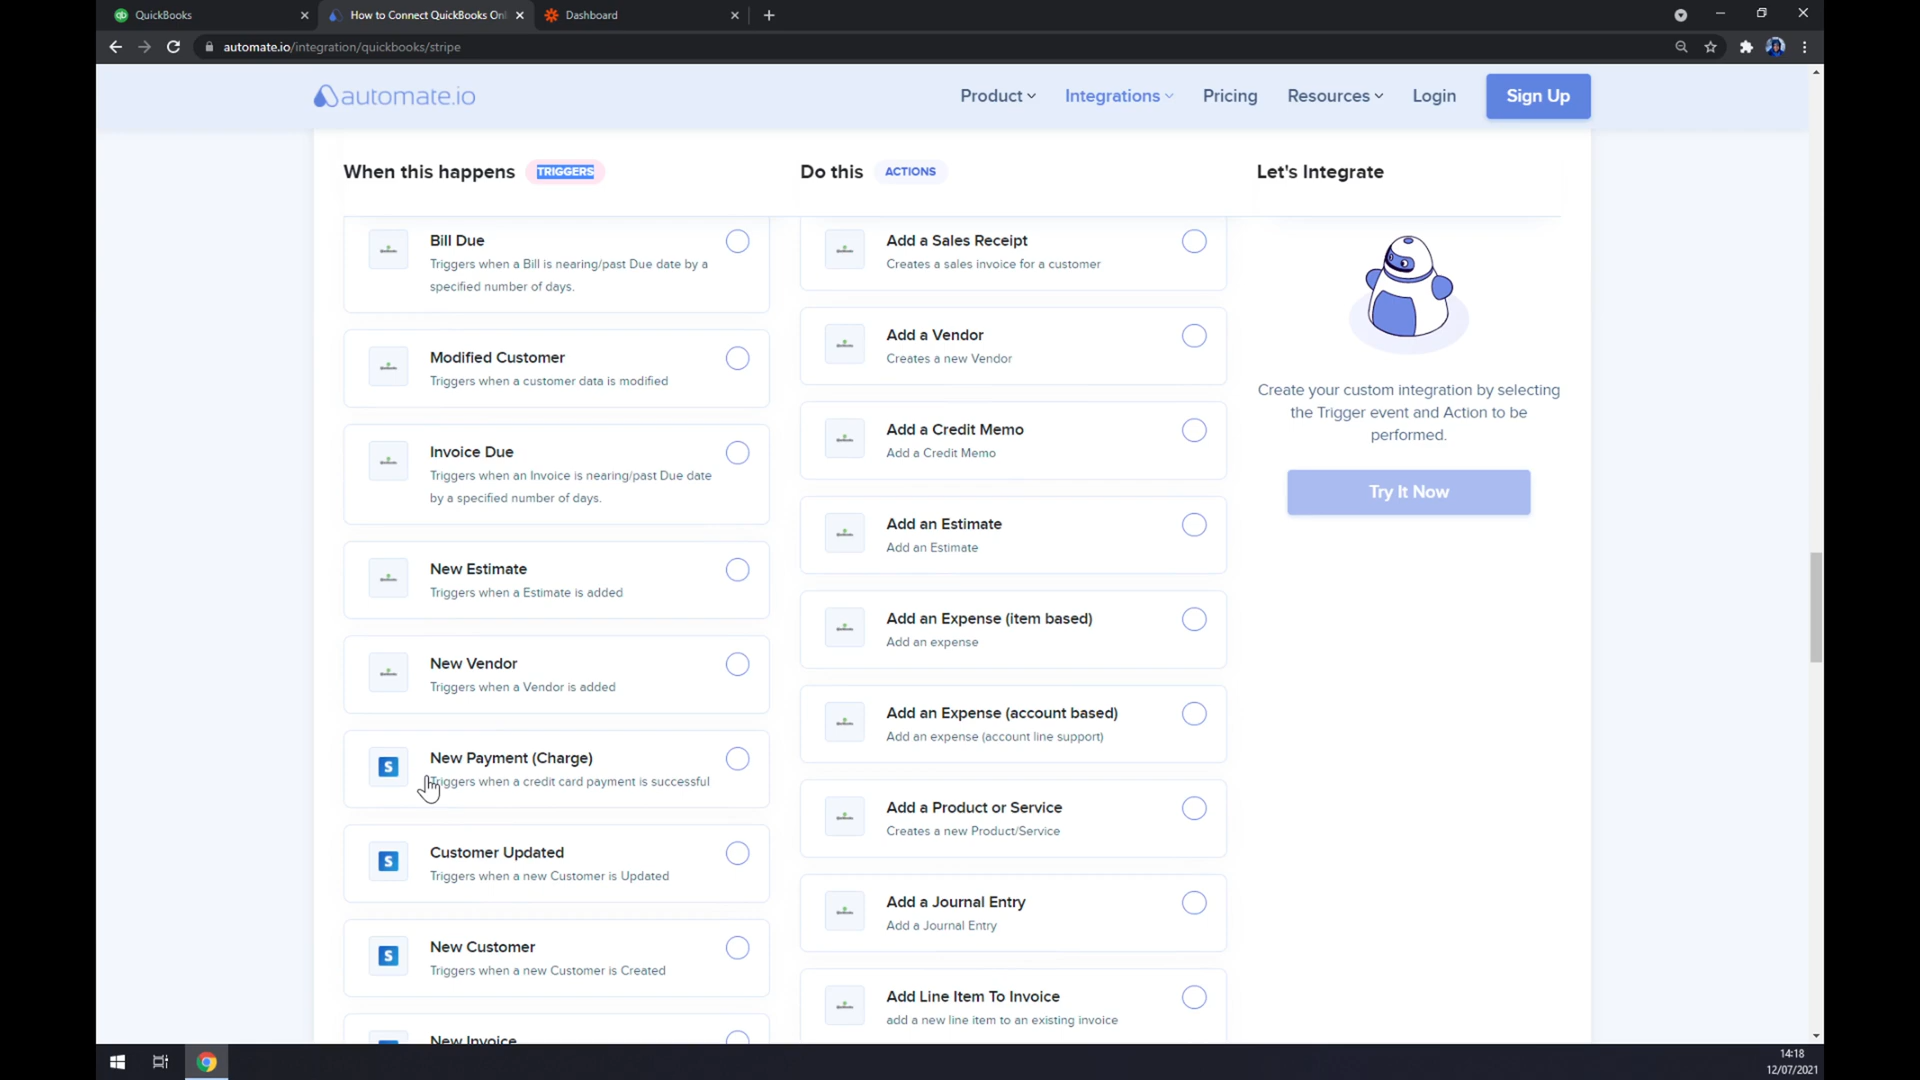 QuickBooks
How to Connect QuickBooks Onl
Dashboard
automate.io/integration/quickbooks/stripe
automate.io
Product
Integrations
Pricing
Resources
Login
Sign Up
When this happens TRIGGERS
Do this ACTIONS
Let's Integrate
Bill Due
Triggers when a Bill is nearing/past Due date by a
specified number of days.
Modified Customer
Triggers when a customer data is modified
Invoice Due
Triggers when an Invoice is nearing/past Due date
by a specified number of days.
New Estimate
Triggers when a Estimate is added
New Vendor
Triggers when a Vendor is added
S
New Payment (Charge)
Triggers when a credit card payment is successful
S
Customer Updated
Triggers when a new Customer is Updated
S
New Customer
Triggers when a new Customer is Created
New Invoice
Add a Sales Receipt
Creates a sales invoice for a customer
Add a Vendor
Creates a new Vendor
Add a Credit Memo
Add a Credit Memo
Add an Estimate
Add an Estimate
Add an Expense (item based)
Add an expense
Add an Expense (account based)
Add an expense (account line support)
Add a Product or Service
Creates a new Product/Service
Add a Journal Entry
Add a Journal Entry
Add Line Item To Invoice
add a new line item to an existing invoice
Create your custom integration by selecting
the Trigger event and Action to be
performed.
Try It Now
14:18
12/07/2021